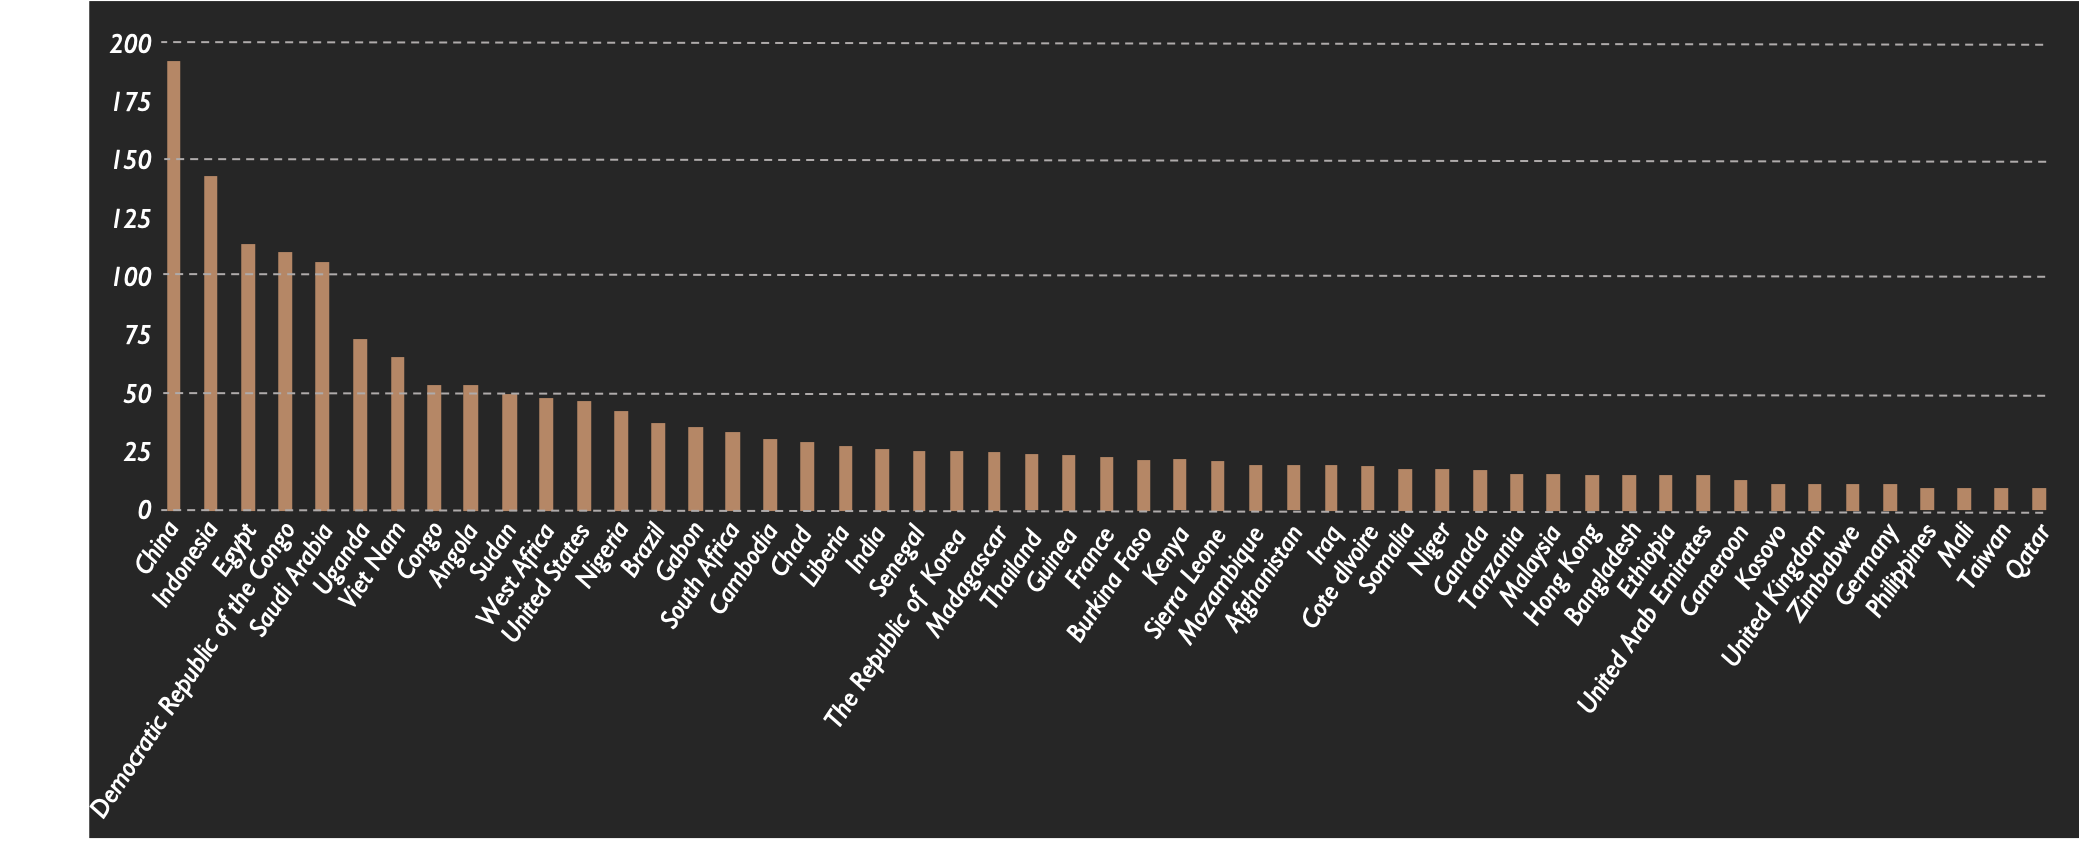 200
175
150
125
100
75
50
25
0
China
Indonesia
Egypt
Democratic Republic of the Congo
Saudi Arabia
Uganda
Viet Nam
Congo
Angola
Sudan
West Africa
United States
Nigeria
Brazil
Gabon
South Africa
Cambodia
Chad
Liberia
India
Senegal
The Republic of Korea
Madagascar
Thailand
Guinea
France
Burkina Faso
Kenya
Sierra Leone
Mozambique
Afghanistan
Iraq
Cote dIvoire
Somalia
Niger
Canada
Tanzania
Malaysia
Hong Kong
Bangladesh
Ethiopia
United Arab Emirates
Cameroon
Kosovo
United Kingdom
Zimbabwe
Germany
Philippines
Mali
Taiwan
Qatar